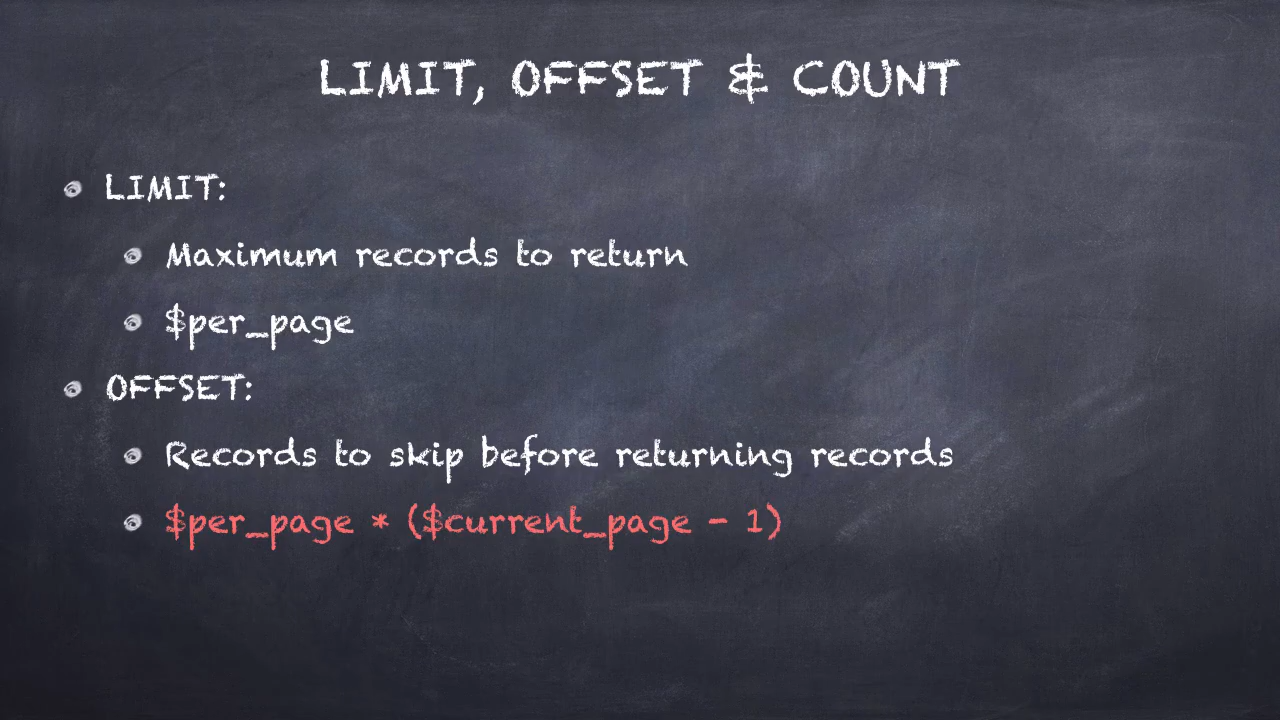 LIMIT, OFFSET & COUNT
LIMIT:
Maximum records to return
$per_page
OFFSET:
Records to skip before returning records
$per_page * ($current_page - 1)